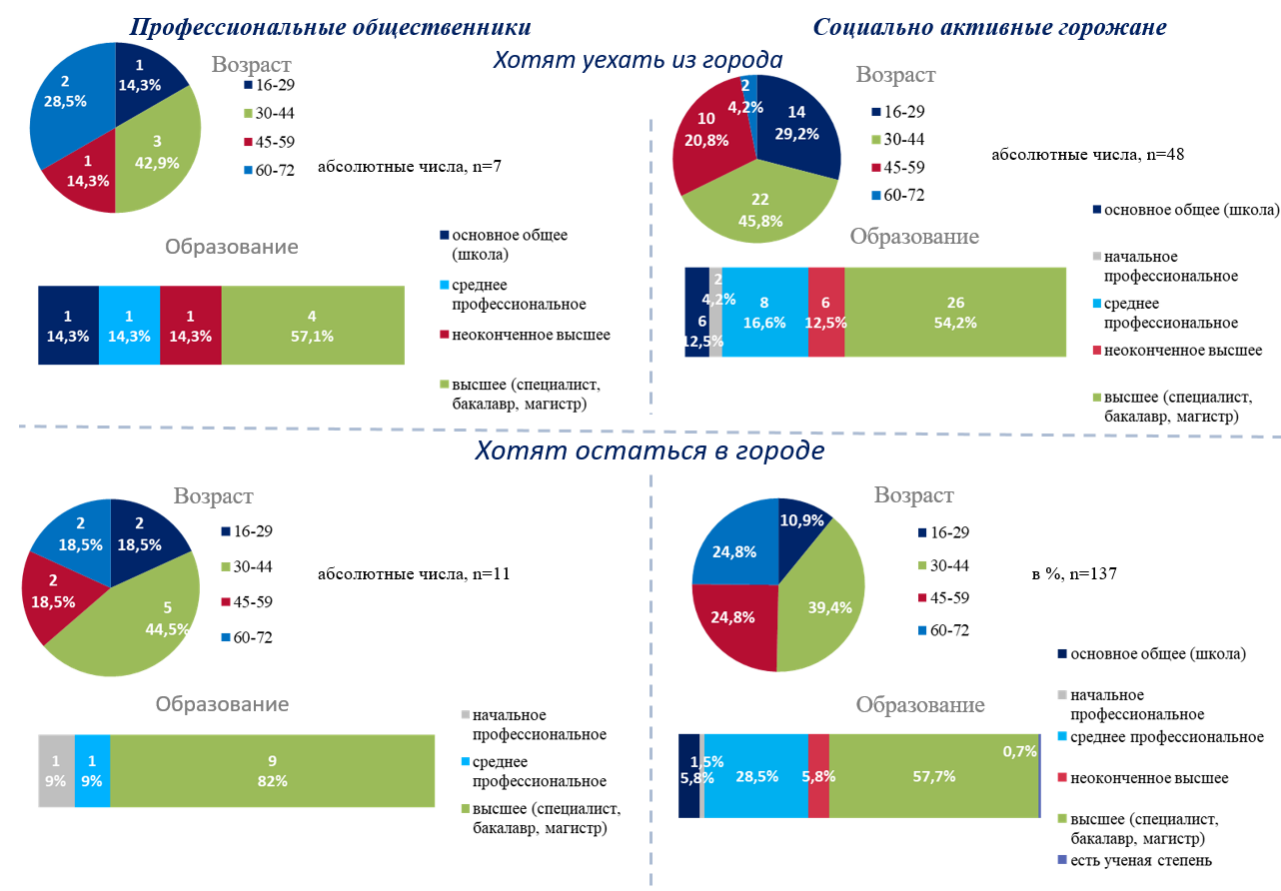 Профессиональные общественники
Социально активные горожане
Хотят уехать из города
Возраст
1
14,3%
3
42,9%
1
14,3%
2
28,5%
16-29
30-44
45-59
60-72
абсолютные числа, n=7
Образование
1
14,3%
1
14,3%
1
14,3%
4
57,1%
основное общее
(школа)
среднее
профессиональное
неоконченное высшее
высшее (специалист,
бакалавр, магистр)
Возраст
14
29,2%
22
45,8%
10
20,8%
2
4,2%
16-29
30-44
45-59
60-72
абсолютные числа, n=48
Образование
6
12,5%
2
4,2%
8
16,6%
6
12,5%
26
54,2%
основное общее (школа)
начальное
профессиональное
среднее
профессиональное
неоконченное высшее
высшее (специалист,
бакалавр, магистр)
Хотят остаться в городе
Возраст
2
18,5%
5
44,5%
2
18,5%
2
18,5%
16-29
30-44
45-59
60-72
абсолютные числа, n=11
Образование
1
9%
1
9%
9
82%
начальное
профессиональное
среднее
профессиональное
высшее (специалист,
бакалавр, магистр)
Возраст
10,9%
39,4%
24,8%
24,8%
16-29
30-44
45-59
60-72
в %, n=137
Образование
5,8%
1,5%
28,5%
5,8%
57,7%
0,7%
основное общее (школа)
начальное
профессиональное
среднее профессиональное
неоконченное высшее
высшее (специалист,
бакалавр, магистр)
есть ученая степень